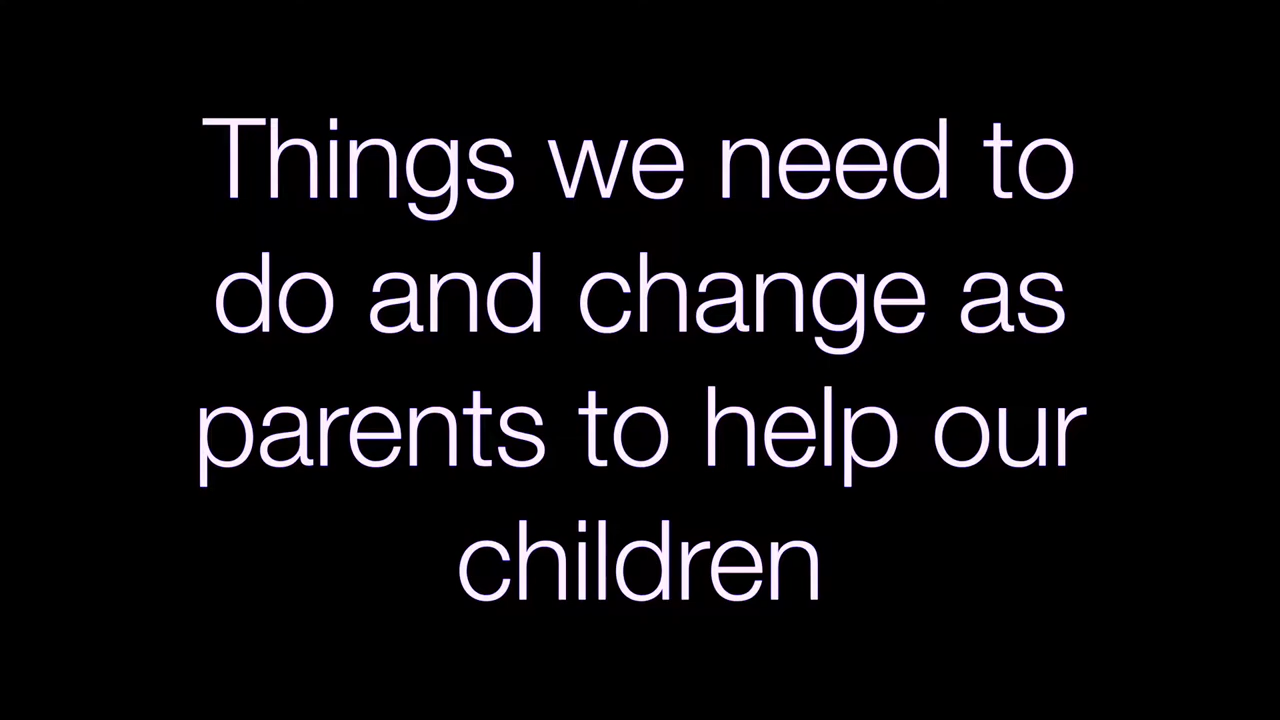 Things we need to
do and change as
parents to help our
children